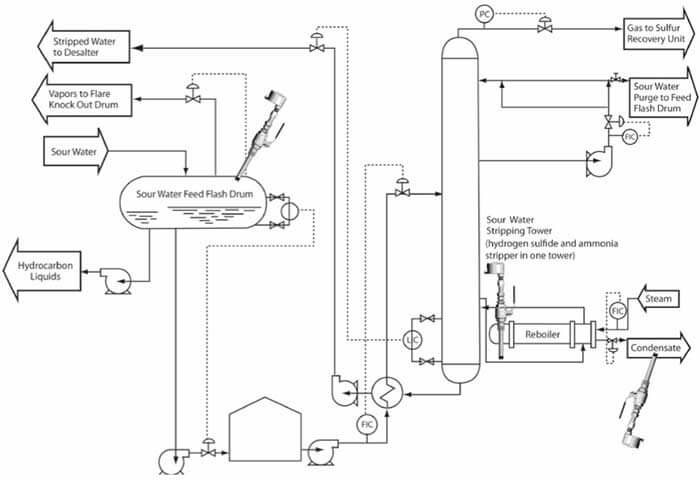 Stripped Water
to Desalter
Vapors to Flare
Knock Out Drum
Sour Water
Sour Water Feed Flash Drum
Hydrocarbon
Liquids
PC
Gas to Sulfur
Recovery Unit
Sour Water
Purge to Feed
Flash Drum
FIC
Sour Water
Stripping Tower
(hydrogen sulfide and ammonia
stripper in one tower)
FIC
Steam
LIC
Reboiler
Condensate
FIC